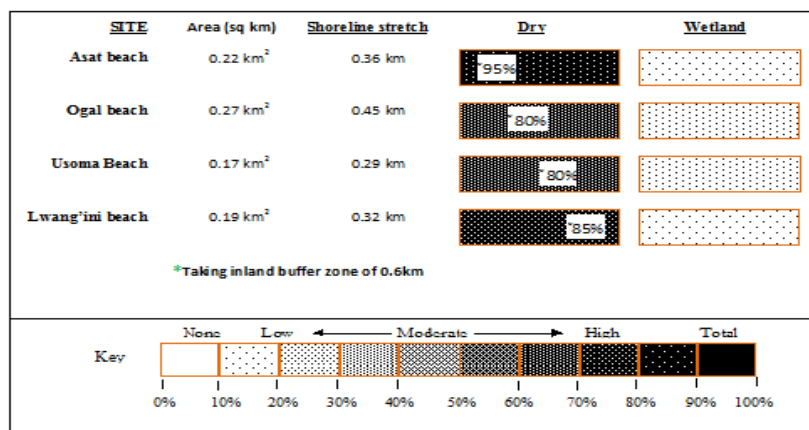 SITE Area (sq km) Shoreline stretch Dry Wetland
Asat beach 0.22 km² 0.36 km ˜95%
Ogal beach 0.27 km² 0.45 km ˜80%
Usoma Beach 0.17 km² 0.29 km ˜80%
Lwang’ini beach 0.19 km² 0.32 km ˜85%
*Taking inland buffer zone of 0.6km
None Low Moderate High Total
Key
0% 10% 20% 30% 40% 50% 60% 70% 80% 90% 100%